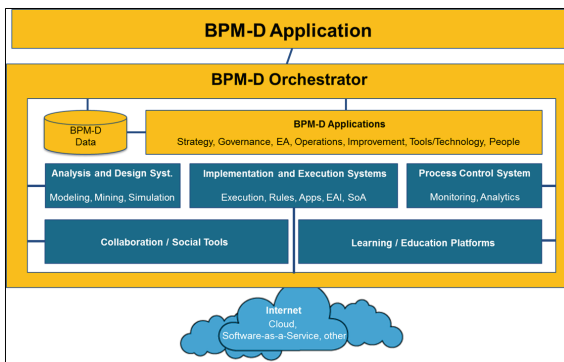 BPM-D Application
BPM-D Orchestrator
BPM-D
Data
BPM-D Applications
Strategy, Governance, EA, Operations, Improvement, Tools/Technology, People
Analysis and Design Syst.
Modeling, Mining, Simulation
Implementation and Execution Systems
Execution, Rules, Apps, EAI, SoA
Process Control System
Monitoring, Analytics
Collaboration / Social Tools
Learning / Education Platforms
Internet
Cloud,
Software-as-a-Service, other